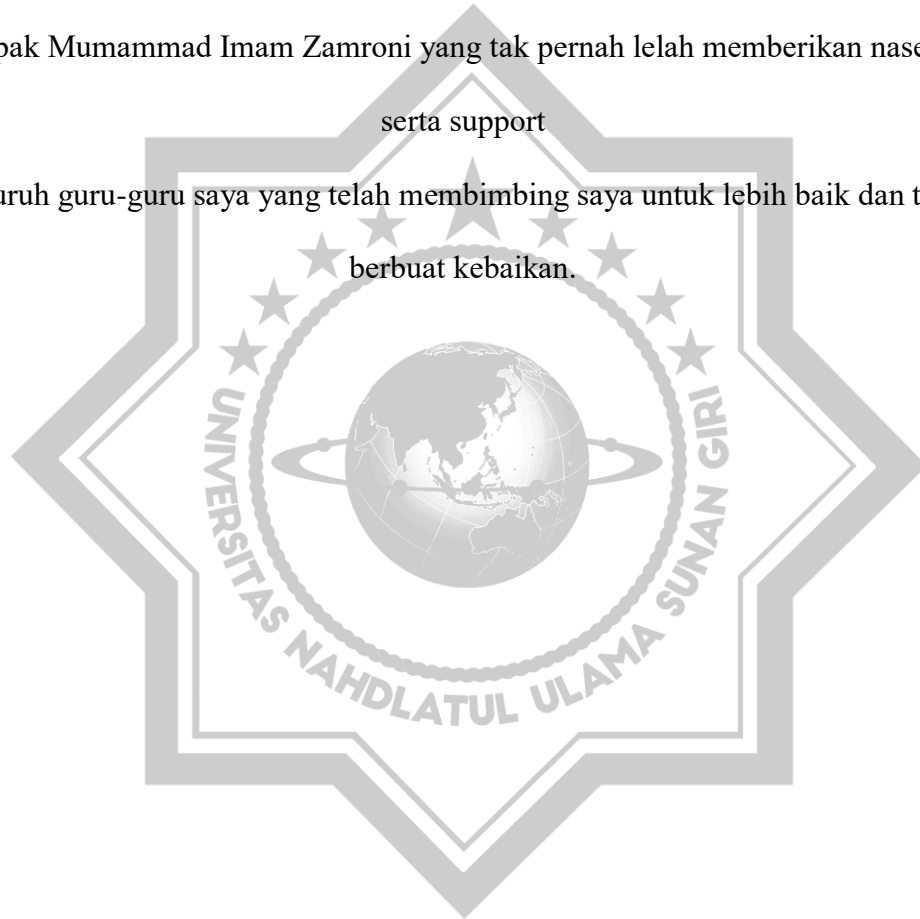 pak Mumammad Imam Zamroni yang tak pernah lelah memberikan nase
serta support
uruh guru-guru saya yang telah membimbing saya untuk lebih baik dan t
berbuat kebaikan.
UNIVERSITAS NAHDLATUL ULAMA SUNAN GIRI